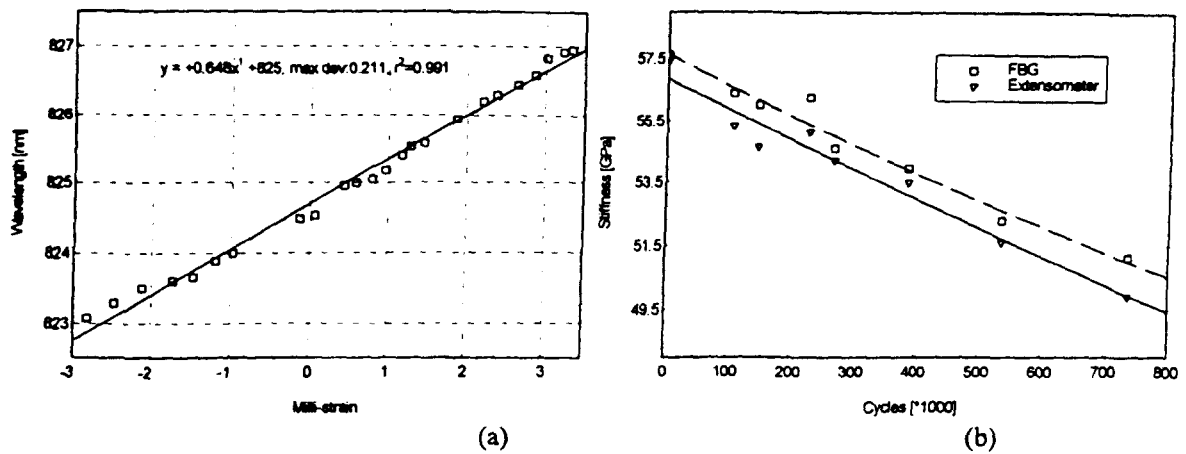 827
826
825
824
823
Wavelength [nm]
y = +0.648x¹ +825, max dev:0.211, r²=0.991
-3 -2 -1 0 1 2 3
Milli-strain
(a)
57.5
55.5
53.5
51.5
49.5
Stiffness [GPa]
FBG
Extensometer
0 100 200 300 400 500 600 700 800
Cycles [*1000]
(b)